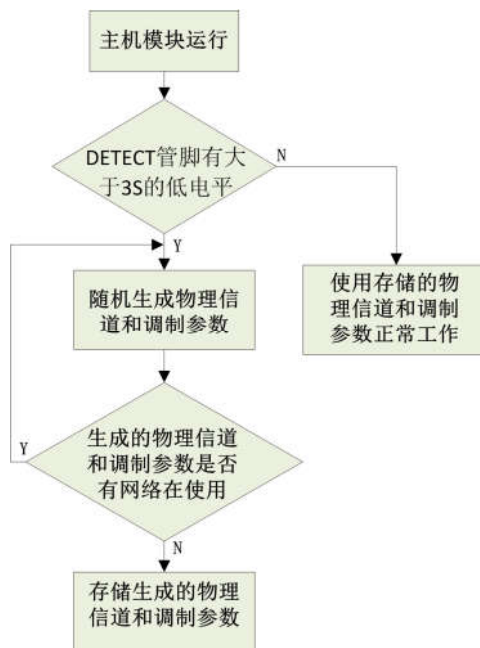 主机模块运行
DETECT管脚有大
于3S的低电平
N
Y
随机生成物理信
道和调制参数
使用存储的物
理信道和调制
参数正常工作
生成的物理信道
和调制参数是否
有网络在使用
Y
N
存储生成的物理
信道和调制参数